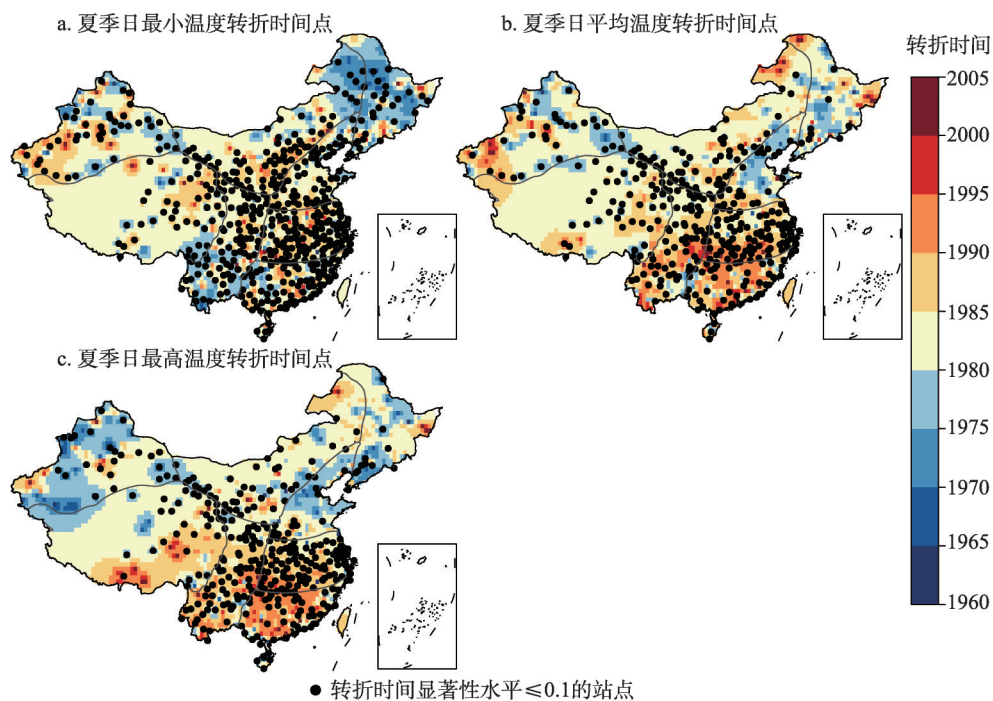 a. 夏季日最小温度转折时间点
b. 夏季日平均温度转折时间点
转折时间
2005
2000
1995
1990
1985
1980
1975
1970
1965
1960
c. 夏季日最高温度转折时间点
● 转折时间显著性水平≤0.1的站点